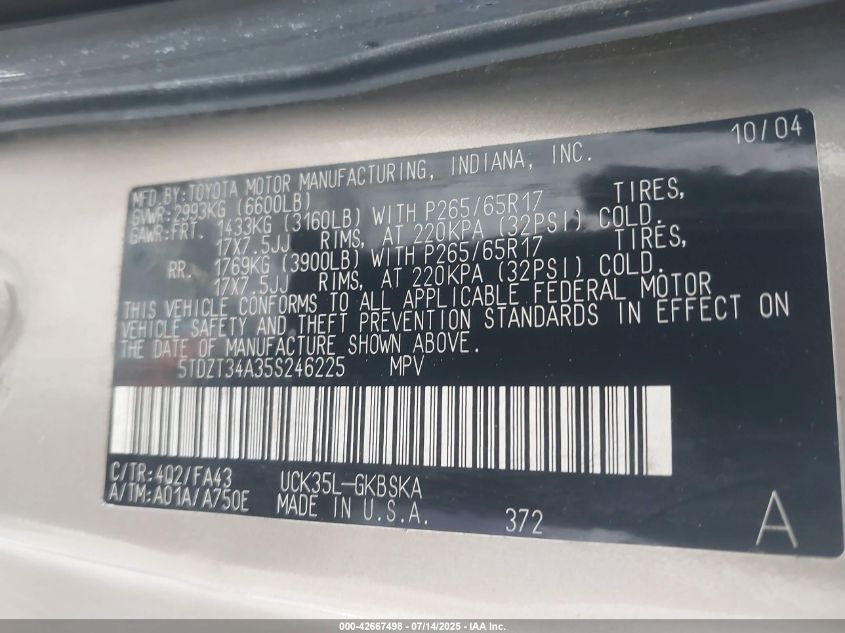 10/04
MFD. BY: TOYOTA MOTOR MANUFACTURING, INDIANA, INC.
GVWR: 2993KG (6600LB)
GAWR: FRT. 1433KG (3160LB) WITH P265/65R17 TIRES,
17X7.5JJ RIMS, AT 220KPA (32PSI) COLD.
RR. 1769KG (3900LB) WITH P265/65R17 TIRES,
17X7.5JJ RIMS, AT 220KPA (32PSI) COLD.
THIS VEHICLE CONFORMS TO ALL APPLICABLE FEDERAL MOTOR
VEHICLE SAFETY AND THEFT PREVENTION STANDARDS IN EFFECT ON
THE DATE OF MANUFACTURE SHOWN ABOVE.
5TDZT34A35S246225 MPV
C/TR: 4Q2/FA43 UCK35L-GKBSKA
A/TM: A01A/A750E MADE IN U.S.A. 372 A
000-42667498 - 07/14/2025 - IAA Inc.